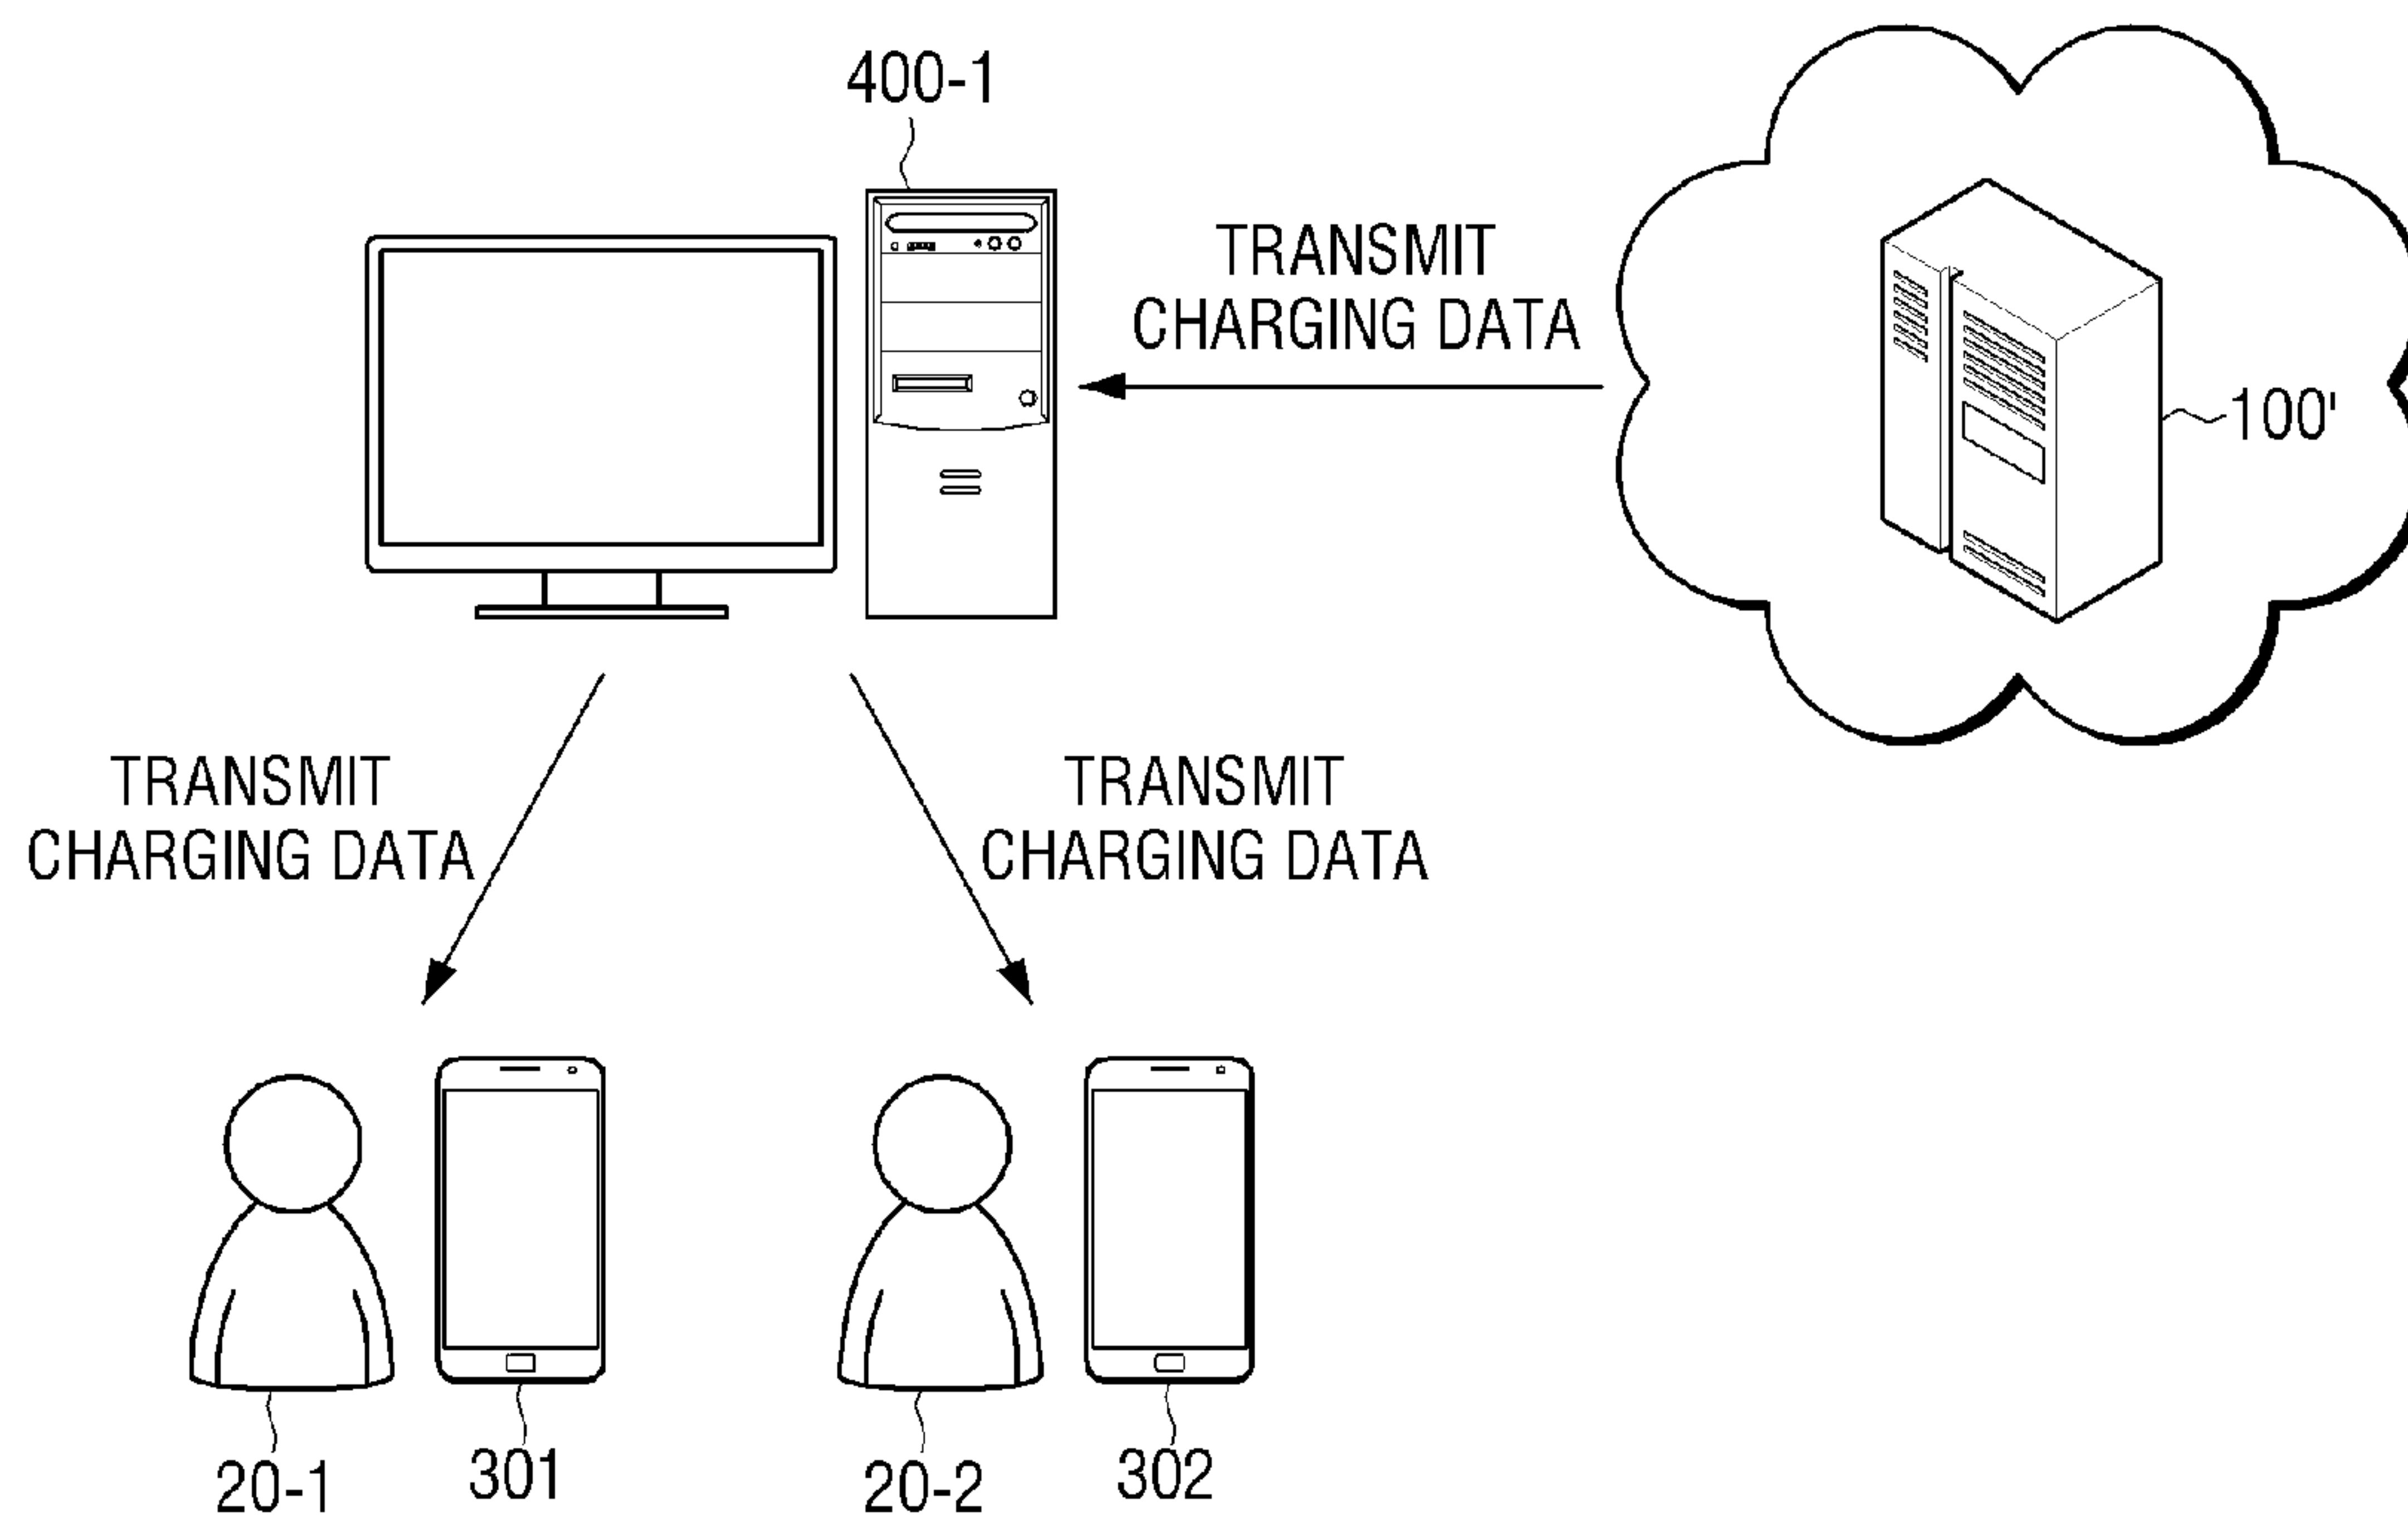 400-1
TRANSMIT
CHARGING DATA
100'
TRANSMIT
CHARGING DATA
TRANSMIT
CHARGING DATA
20-1
301
20-2
302